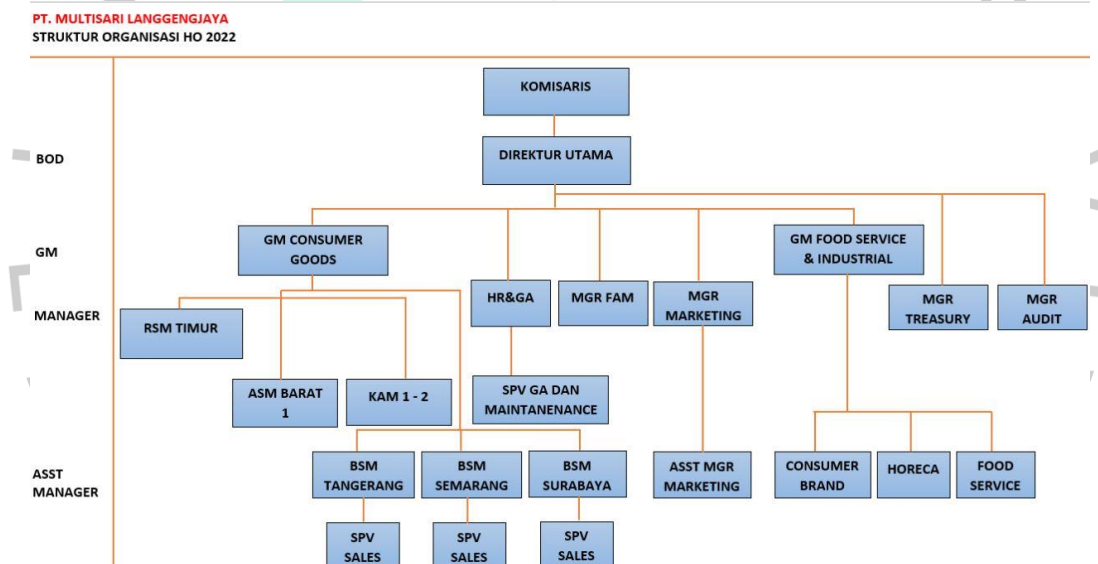 PT. MULTISARI LANGGENGJAYA
STRUKTUR ORGANISASI HO 2022
KOMISARIS
BOD
DIREKTUR UTAMA
GM
GM CONSUMER
GOODS
GM FOOD SERVICE
& INDUSTRIAL
MANAGER
RSM TIMUR
HR&GA
MGR FAM
MGR
MARKETING
MGR
TREASURY
MGR
AUDIT
ASM BARAT
1
KAM 1 - 2
SPV GA DAN
MAINTANENANCE
ASST
MANAGER
BSM
TANGERANG
BSM
SEMARANG
BSM
SURABAYA
ASST MGR
MARKETING
CONSUMER
BRAND
HORECA
FOOD
SERVICE
SPV
SALES
SPV
SALES
SPV
SALES